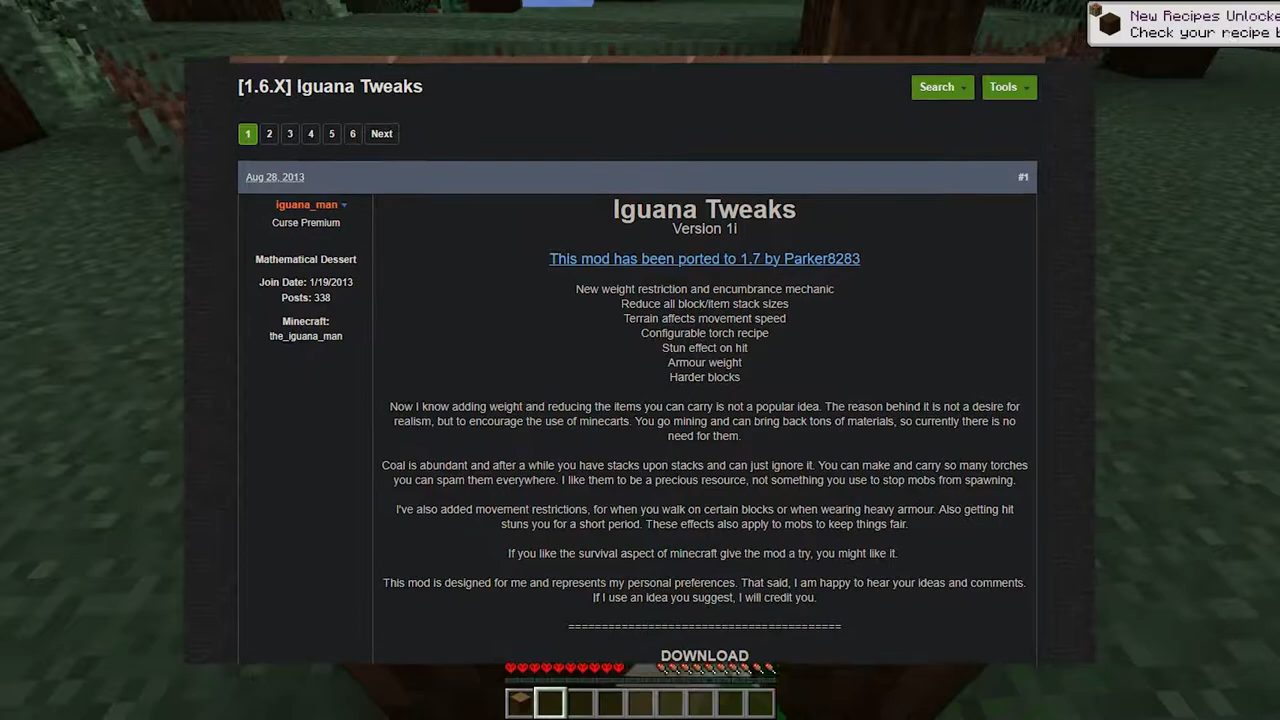 New Recipes Unlocke
Check your recipe b
[1.6.X] Iguana Tweaks
Search
Tools
1 2 3 4 5 6 Next
Aug 28, 2013
#1
iguana_man
Curse Premium
Mathematical Dessert
Join Date: 1/19/2013
Posts: 338
Minecraft:
the_iguana_man
Iguana Tweaks
Version 1i
This mod has been ported to 1.7 by Parker8283
New weight restriction and encumbrance mechanic
Reduce all block/item stack sizes
Terrain affects movement speed
Configurable torch recipe
Stun effect on hit
Armour weight
Harder blocks
Now I know adding weight and reducing the items you can carry is not a popular idea. The reason behind it is not a desire for
realism, but to encourage the use of minecarts. You go mining and can bring back tons of materials, so currently there is no
need for them.
Coal is abundant and after a while you have stacks upon stacks and can just ignore it. You can make and carry so many torches
you can spam them everywhere. I like them to be a precious resource, not something you use to stop mobs from spawning.
I've also added movement restrictions, for when you walk on certain blocks or when wearing heavy armour. Also getting hit
stuns you for a short period. These effects also apply to mobs to keep things fair.
If you like the survival aspect of minecraft give the mod a try, you might like it.
This mod is designed for me and represents my personal preferences. That said, I am happy to hear your ideas and comments.
If I use an idea you suggest, I will credit you.
=========================================
DOWNLOAD